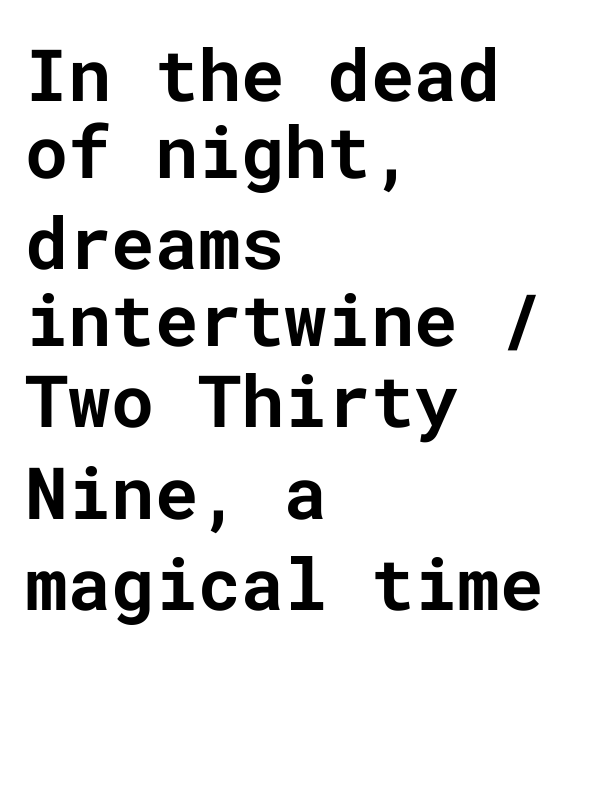 In the dead
of night,
dreams
intertwine /
Two Thirty
Nine, a
magical time